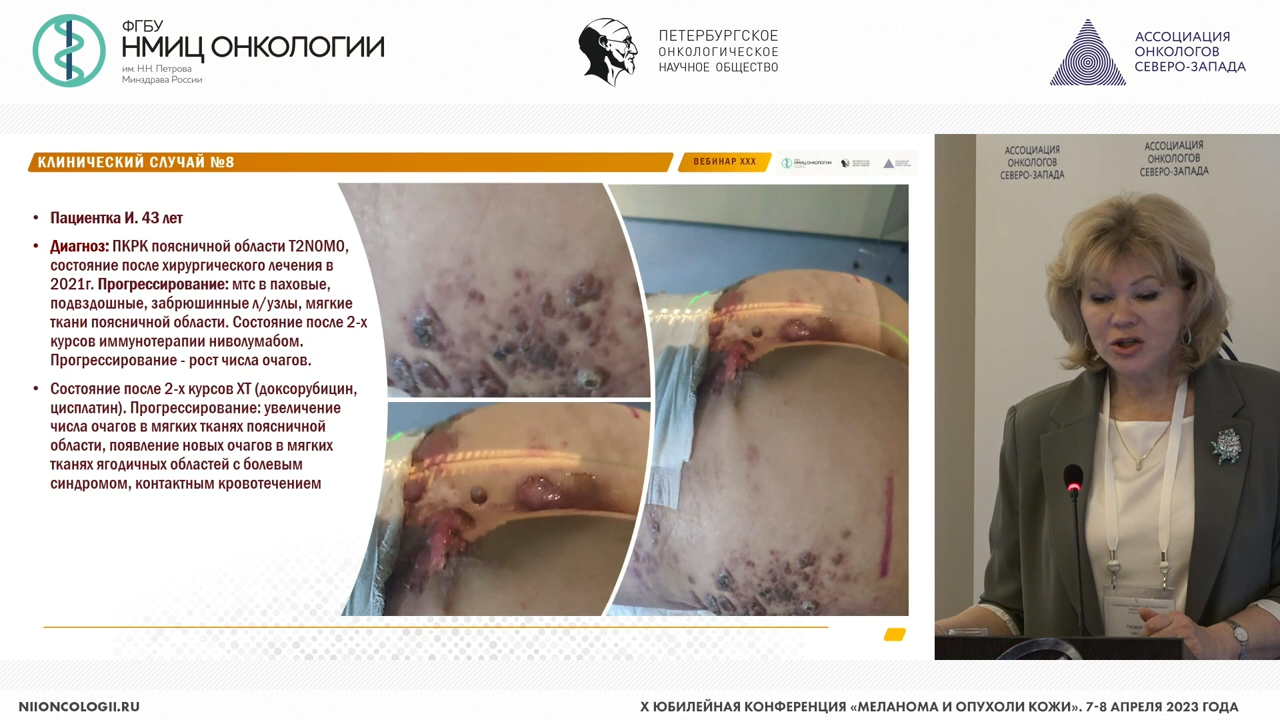 ФГБУ
НМИЦ ОНКОЛОГИИ
им. Н.Н. Петрова
Минздрава России
ПЕТЕРБУРГСКОЕ
ОНКОЛОГИЧЕСКОЕ
НАУЧНОЕ ОБЩЕСТВО
АССОЦИАЦИЯ
ОНКОЛОГОВ
СЕВЕРО-ЗАПАДА
КЛИНИЧЕСКИЙ СЛУЧАЙ №8
ВЕБИНАР XXX
НМИЦ ОНКОЛОГИИ
• Пациентка И. 43 лет
• Диагноз: ПКРК поясничной области T2N0M0,
состояние после хирургического лечения в
2021г. Прогрессирование: мтс в паховые,
подвздошные, забрюшинные л/узлы, мягкие
ткани поясничной области. Состояние после 2-х
курсов иммунотерапии ниволумабом.
Прогрессирование - рост числа очагов.
• Состояние после 2-х курсов ХТ (доксорубицин,
цисплатин). Прогрессирование: увеличение
числа очагов в мягких тканях поясничной
области, появление новых очагов в мягких
тканях ягодичных областей с болевым
синдромом, контактным кровотечением
АССОЦИАЦИЯ
ОНКОЛОГОВ
СЕВЕРО-ЗАПАДА
АССОЦИАЦИЯ
ОНКОЛОГОВ
СЕВЕРО-ЗАПАДА
NIIONCOLOGII.RU
X ЮБИЛЕЙНАЯ КОНФЕРЕНЦИЯ «МЕЛАНОМА И ОПУХОЛИ КОЖИ». 7-8 АПРЕЛЯ 2023 ГОДА